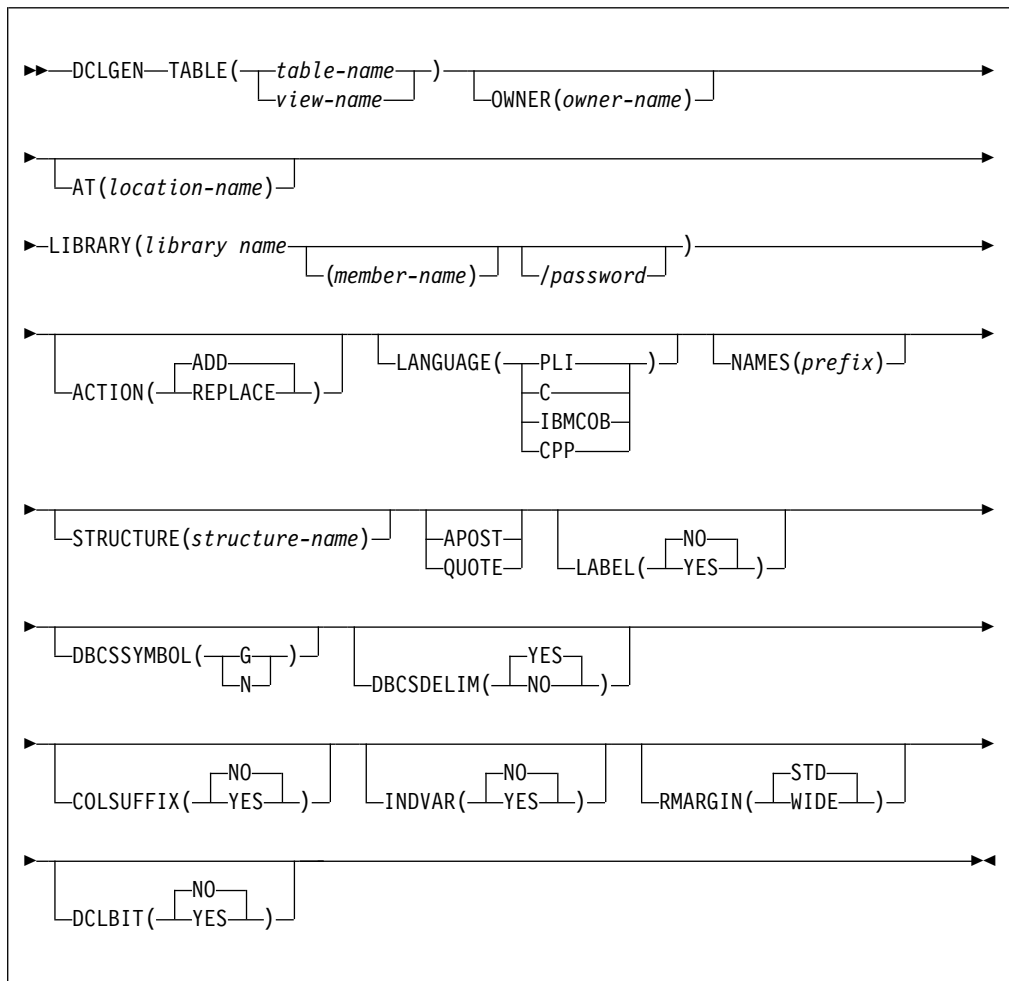 DCLGEN TABLE( table-name )
view-name OWNER(owner-name)
AT(location-name)
LIBRARY(library name )
(member-name) /password
ADD LANGUAGE( PLI ) NAMES(prefix)
ACTION( REPLACE ) C
IBMCOB
CPP
STRUCTURE(structure-name) APOST NO
QUOTE LABEL( YES )
DBCSSYMBOL( G ) YES
N DBCSDELIM( NO )
NO NO STD
COLSUFFIX( YES ) INDVAR( YES ) RMARGIN( WIDE )
NO
DCLBIT( YES )